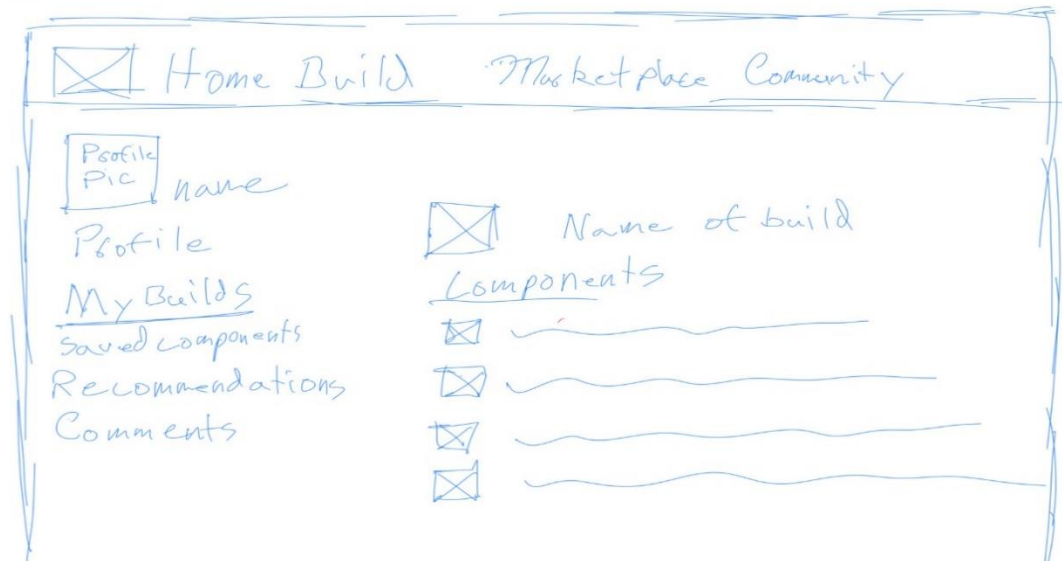 Home Build Marketplace Community
Profile
Pic
name
Profile
My Builds
Saved components
Recommendations
Comments
Name of build
Components